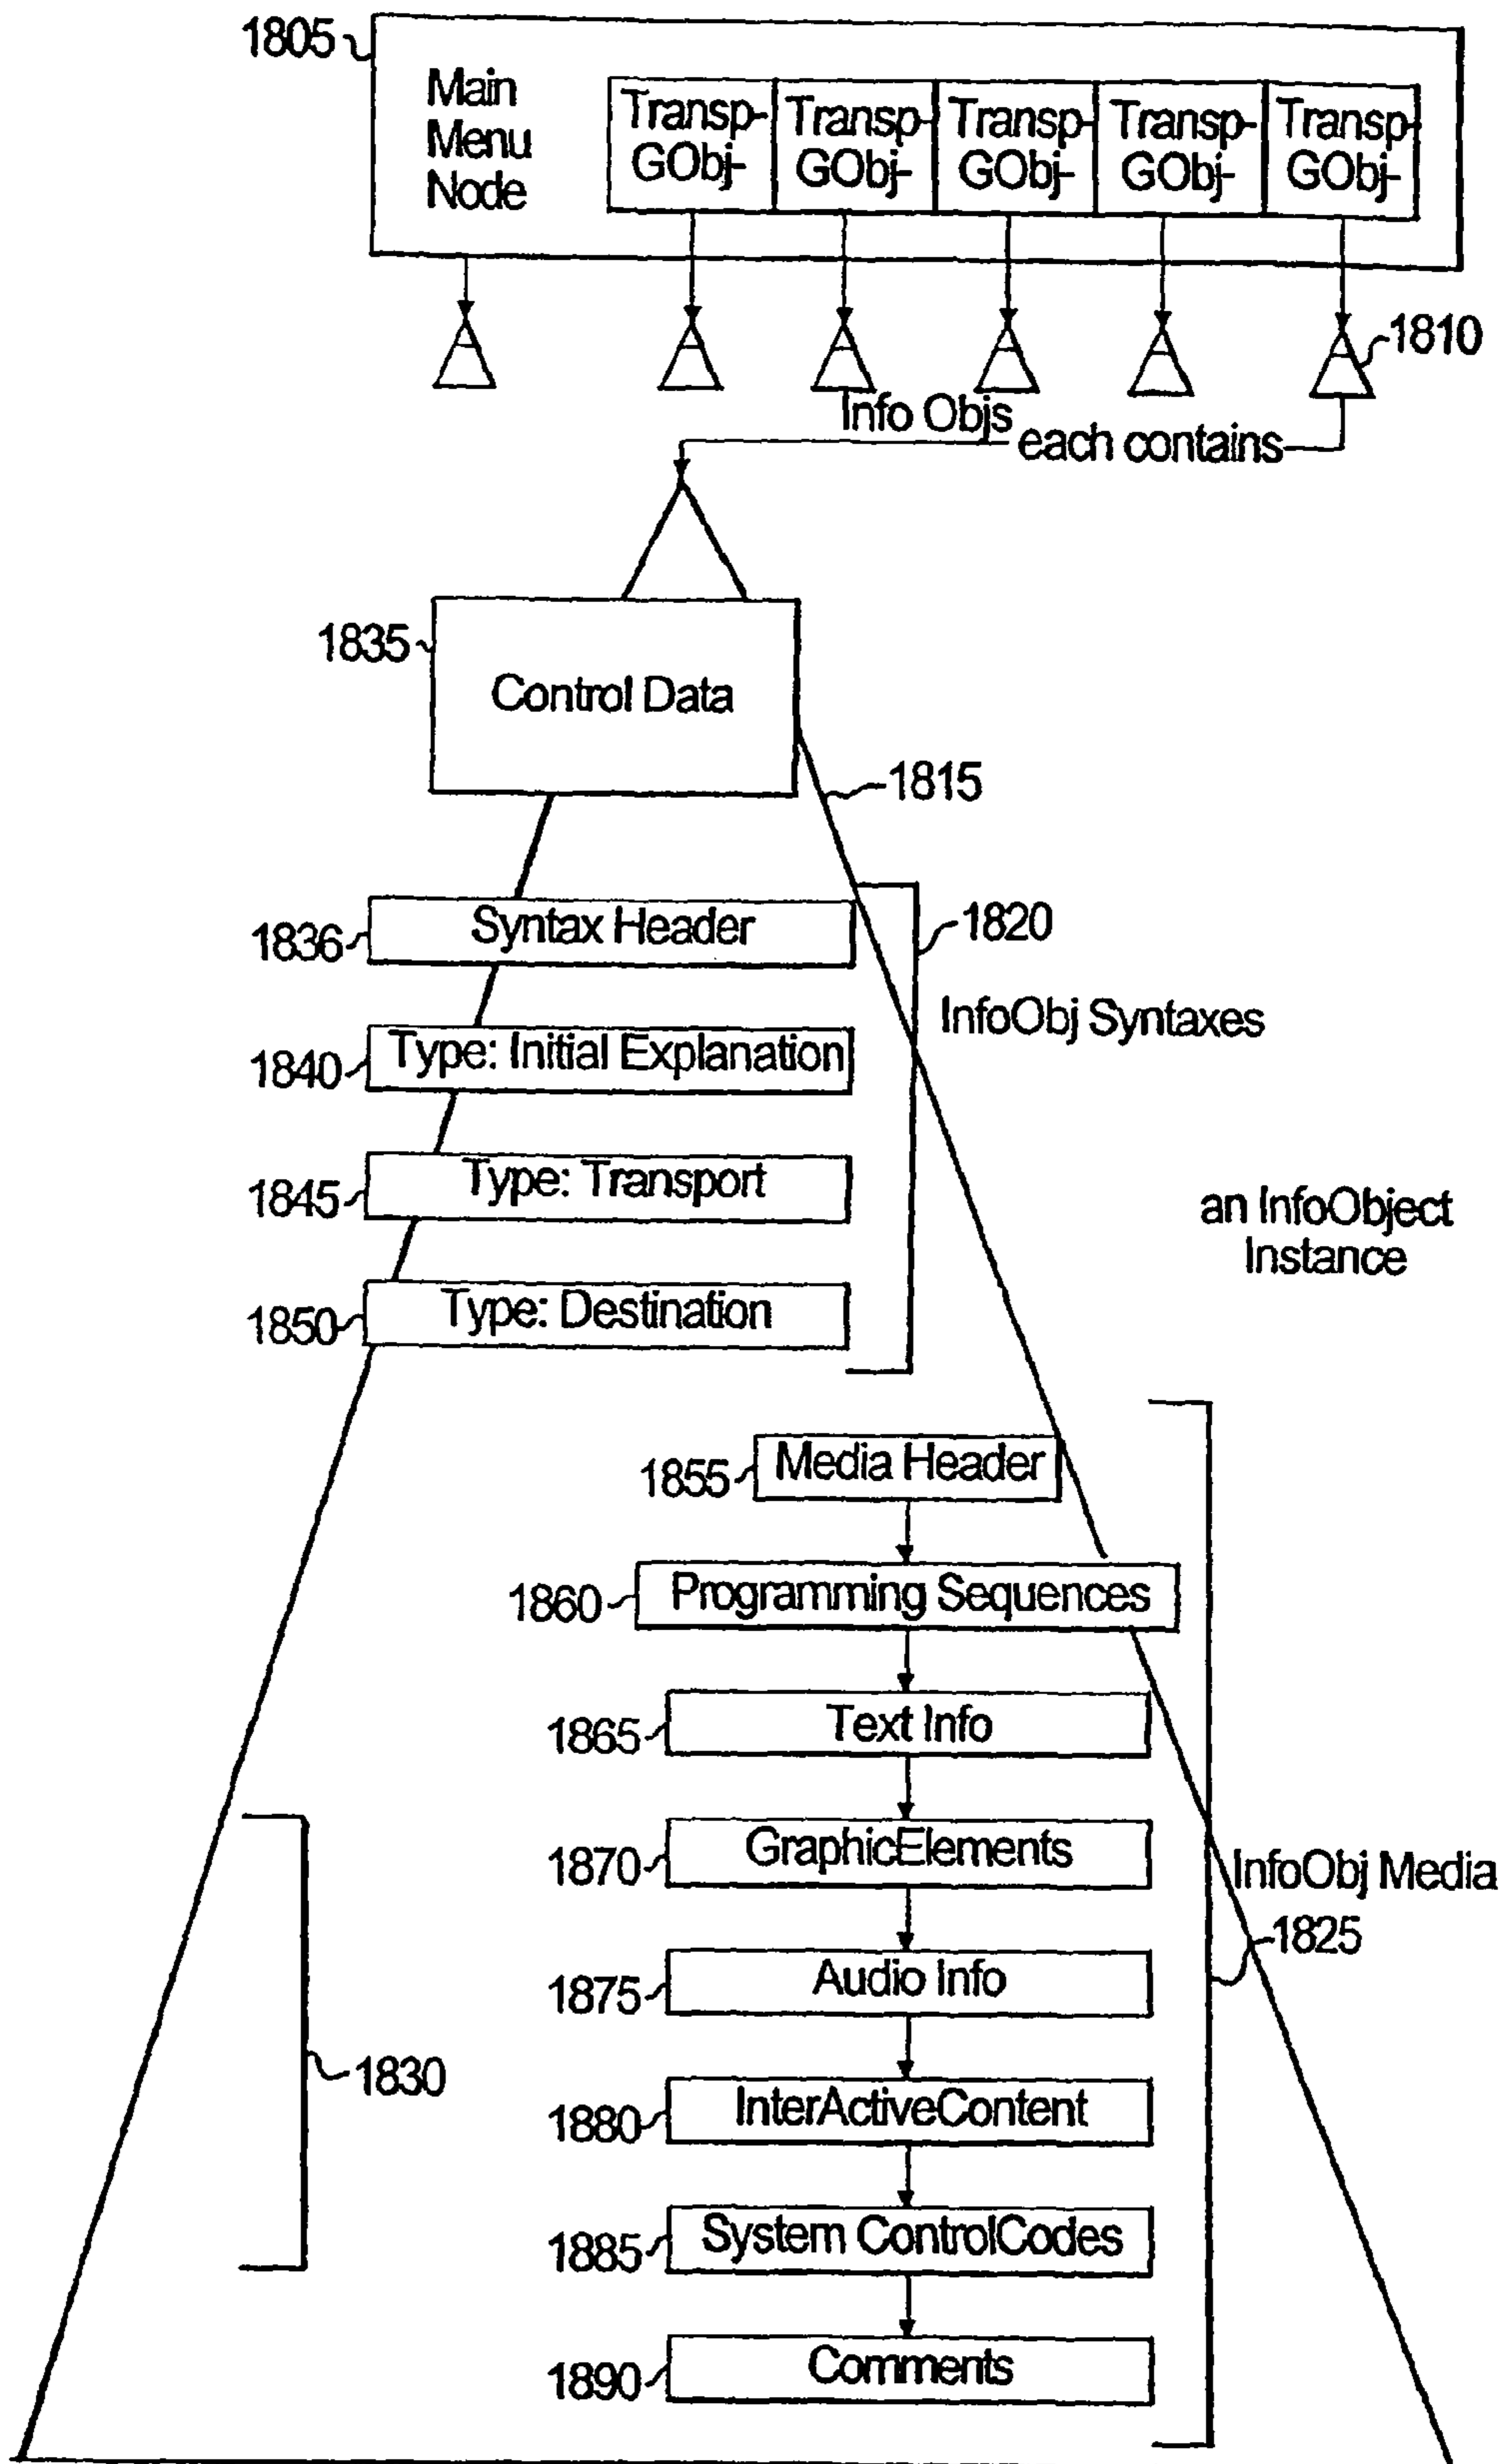 1805
Main
Menu
Node
Transp-
GObj-
Transp-
GObj-
Transp-
GObj-
Transp-
GObj-
Transp-
GObj-
1810
Info Objs
each contains
1835
Control Data
1815
1836
Syntax Header
1820
InfoObj Syntaxes
1840
Type: Initial Explanation
1845
Type: Transport
an InfoObject
Instance
1850
Type: Destination
1855
Media Header
1860
Programming Sequences
1865
Text Info
1870
GraphicElements
InfoObj Media
1825
1875
Audio Info
1830
1880
InterActiveContent
1885
System ControlCodes
1890
Comments